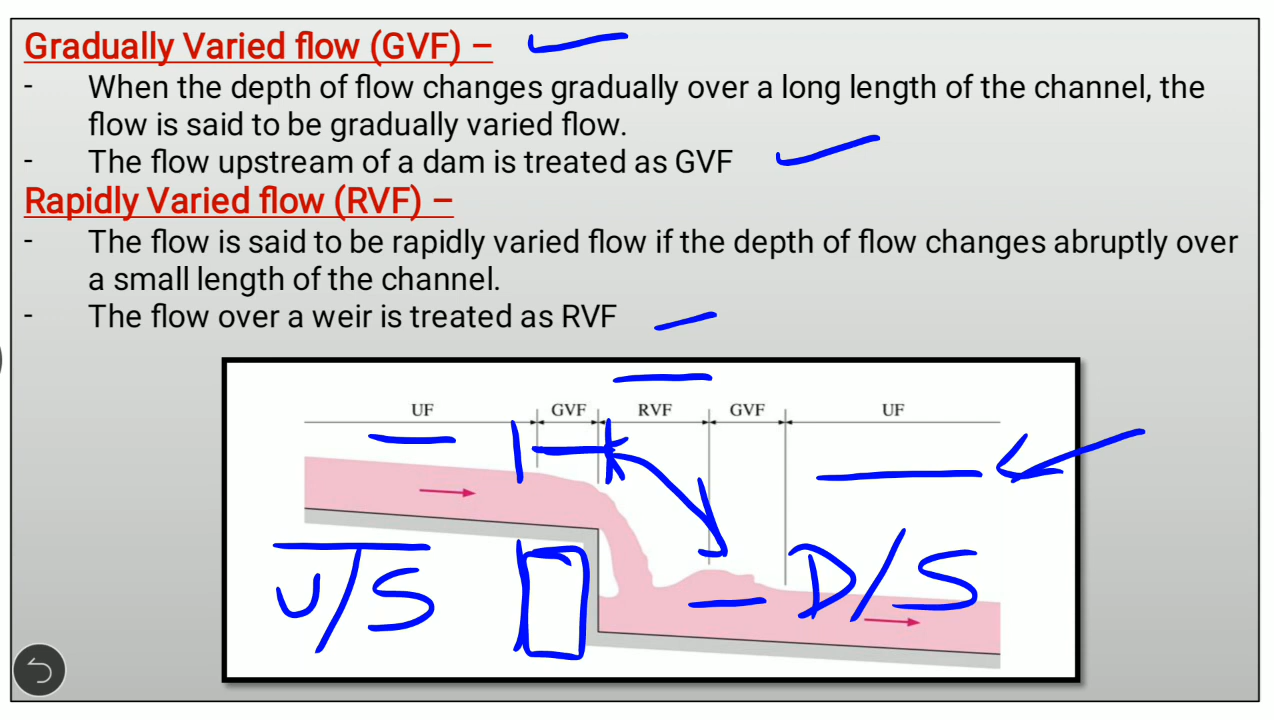 Gradually Varied flow (GVF) –
- When the depth of flow changes gradually over a long length of the channel, the
flow is said to be gradually varied flow.
- The flow upstream of a dam is treated as GVF
Rapidly Varied flow (RVF) –
- The flow is said to be rapidly varied flow if the depth of flow changes abruptly over
a small length of the channel.
- The flow over a weir is treated as RVF
UF GVF RVF GVF UF
U/S D/S